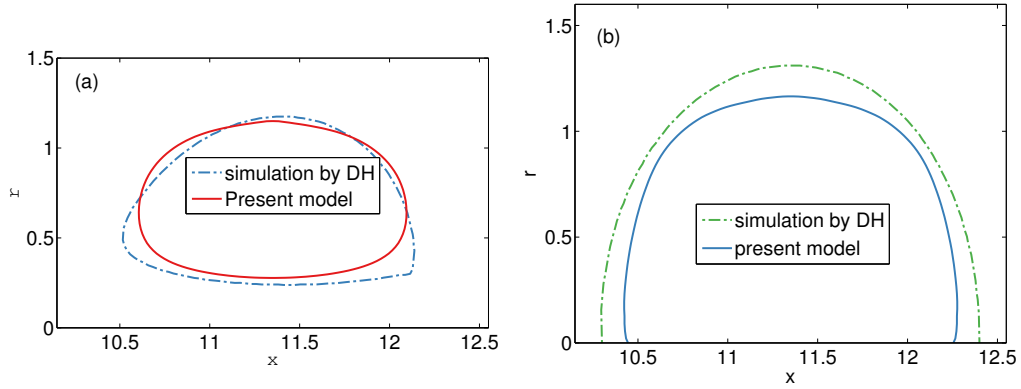 (a)
1.5
1
0.5
0
r
simulation by DH
Present model
10.5 11 11.5 12 12.5
x
(b)
1.5
1
0.5
0
r
simulation by DH
present model
10.5 11 11.5 12 12.5
x